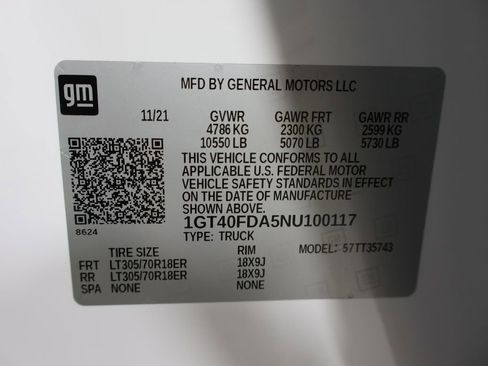 gm
MFD BY GENERAL MOTORS LLC
11/21 GVWR GAWR FRT GAWR RR
4786 KG 2300 KG 2599 KG
10550 LB 5070 LB 5730 LB
THIS VEHICLE CONFORMS TO ALL
APPLICABLE U.S. FEDERAL MOTOR
VEHICLE SAFETY STANDARDS IN EFFECT
ON THE DATE OF MANUFACTURE
SHOWN ABOVE.
8624
1GT40FDA5NU100117
TYPE: TRUCK
TIRE SIZE RIM MODEL: 57TT35743
FRT LT305/70R18ER 18X9J
RR LT305/70R18ER 18X9J
SPA NONE NONE